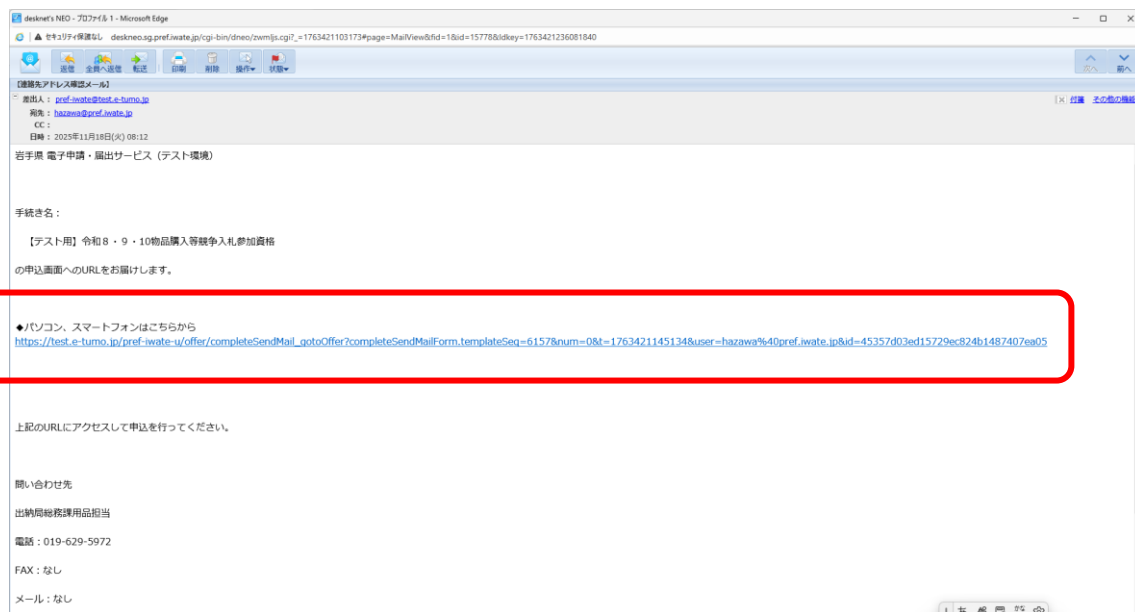 desknet's NEO - プロファイル 1 - Microsoft Edge
セキュリティ保護なし deskneo.sg.pref.iwate.jp/cgi-bin/dneo/zwmljs.cgi?_=1763421103173#page=MailView&fid=1&id=15778&idkey=1763421236081840
返信 全員へ返信 転送 印刷 削除 操作▾ 状態▾ 次へ 前へ
【連絡先アドレス確認メール】
差出人： pref-iwate@test.e-tumo.jp 付箋 その他の機能
宛先： hazawa@pref.iwate.jp
CC：
日時： 2025年11月18日(火) 08:12
岩手県 電子申請・届出サービス（テスト環境）
手続き名：
【テスト用】令和８・９・10物品購入等競争入札参加資格
の申込画面へのURLをお届けします。
◆パソコン、スマートフォンはこちらから
https://test.e-tumo.jp/pref-iwate-u/offer/completeSendMail_gotoOffer?completeSendMailForm.templateSeq=6157&num=0&t=1763421145134&user=hazawa%40pref.iwate.jp&id=45357d03ed15729ec824b1487407ea05
上記のURLにアクセスして申込を行ってください。
問い合わせ先
出納局総務課用品担当
電話：019-629-5972
FAX：なし
メール：なし